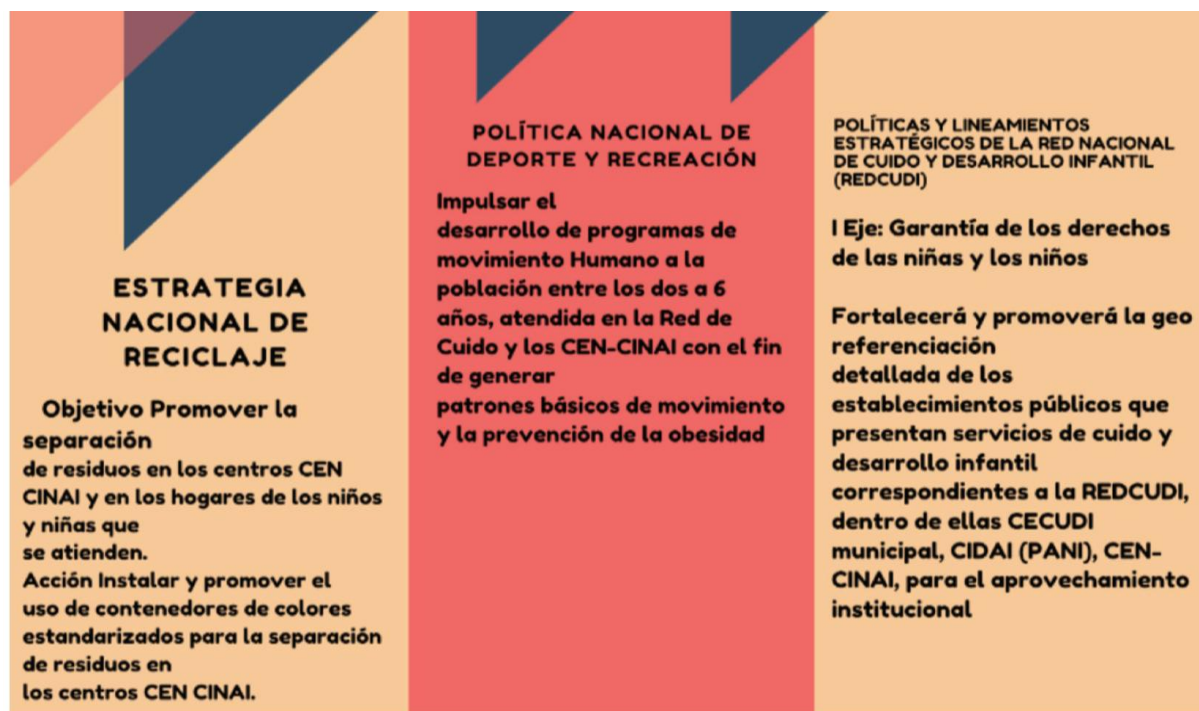 ESTRATEGIA
NACIONAL DE
RECICLAJE
Objetivo Promover la
separación
de residuos en los centros CEN
CINAI y en los hogares de los niños
y niñas que
se atienden.
Acción Instalar y promover el
uso de contenedores de colores
estandarizados para la separación
de residuos en
los centros CEN CINAI.
POLÍTICA NACIONAL DE
DEPORTE Y RECREACIÓN
Impulsar el
desarrollo de programas de
movimiento Humano a la
población entre los dos a 6
años, atendida en la Red de
Cuido y los CEN-CINAI con el fin
de generar
patrones básicos de movimiento
y la prevención de la obesidad
POLÍTICAS Y LINEAMIENTOS
ESTRATÉGICOS DE LA RED NACIONAL
DE CUIDO Y DESARROLLO INFANTIL
(REDCUDI)
I Eje: Garantía de los derechos
de las niñas y los niños
Fortalecerá y promoverá la geo
referenciación
detallada de los
establecimientos públicos que
presentan servicios de cuido y
desarrollo infantil
correspondientes a la REDCUDI,
dentro de ellas CECUDI
municipal, CIDAI (PANI), CEN-
CINAI, para el aprovechamiento
institucional